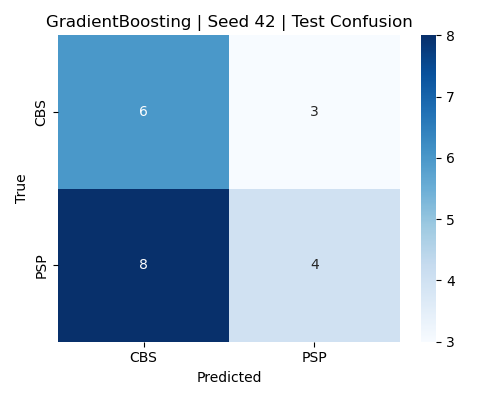 GradientBoosting | Seed 42 | Test Confusion
True
CBS
6
3
PSP
8
4
CBS
PSP
Predicted
8
7
6
5
4
3